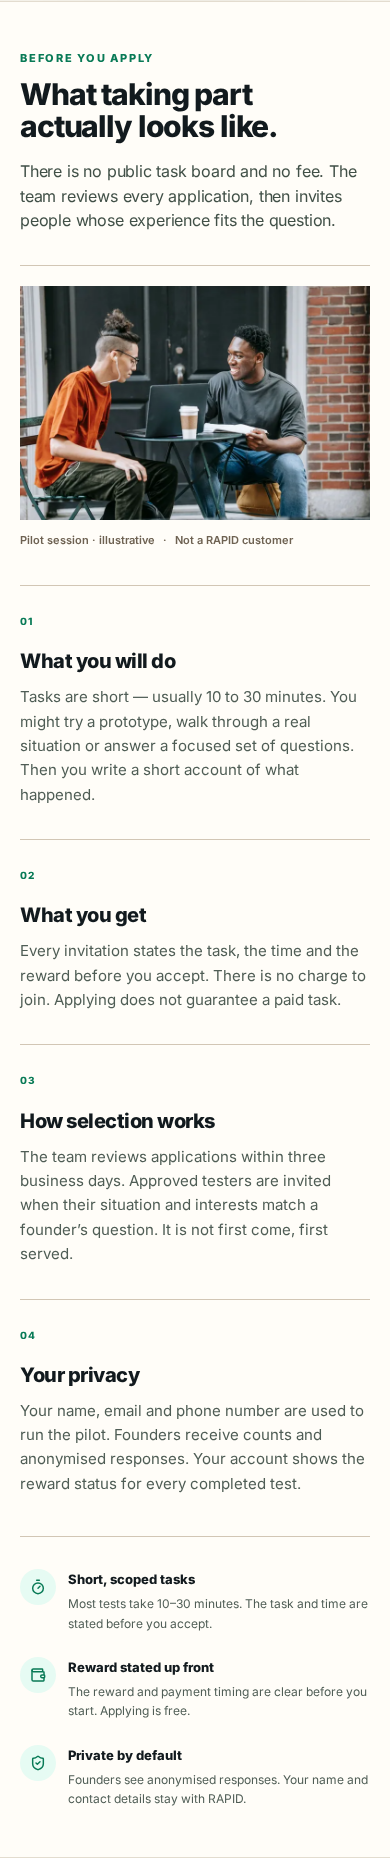 BEFORE YOU APPLY
What taking part
actually looks like.
There is no public task board and no fee. The
team reviews every application, then invites
people whose experience fits the question.
Pilot session · illustrative · Not a RAPID customer
01
What you will do
Tasks are short — usually 10 to 30 minutes. You
might try a prototype, walk through a real
situation or answer a focused set of questions.
Then you write a short account of what
happened.
02
What you get
Every invitation states the task, the time and the
reward before you accept. There is no charge to
join. Applying does not guarantee a paid task.
03
How selection works
The team reviews applications within three
business days. Approved testers are invited
when their situation and interests match a
founder’s question. It is not first come, first
served.
04
Your privacy
Your name, email and phone number are used to
run the pilot. Founders receive counts and
anonymised responses. Your account shows the
reward status for every completed test.
Short, scoped tasks
Most tests take 10–30 minutes. The task and time are
stated before you accept.
Reward stated up front
The reward and payment timing are clear before you
start. Applying is free.
Private by default
Founders see anonymised responses. Your name and
contact details stay with RAPID.